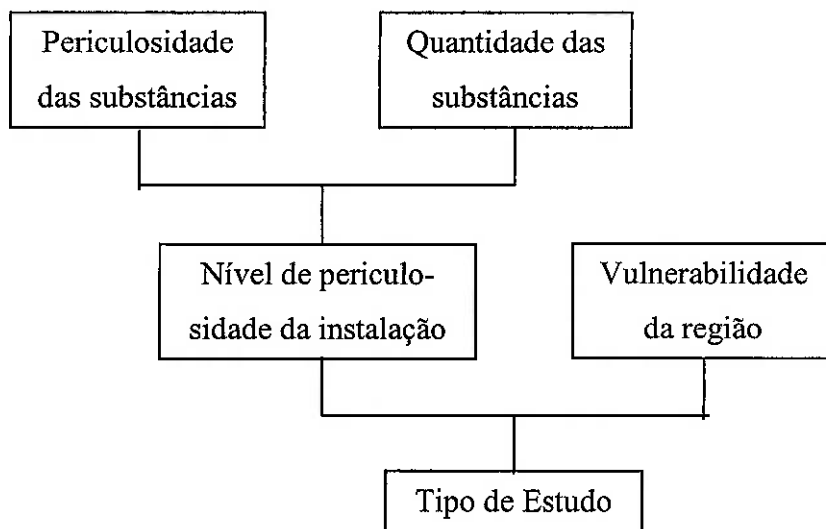 Periculosidade
das substâncias
Quantidade das
substâncias
Nível de periculo-
sidade da instalação
Vulnerabilidade
da região
Tipo de Estudo